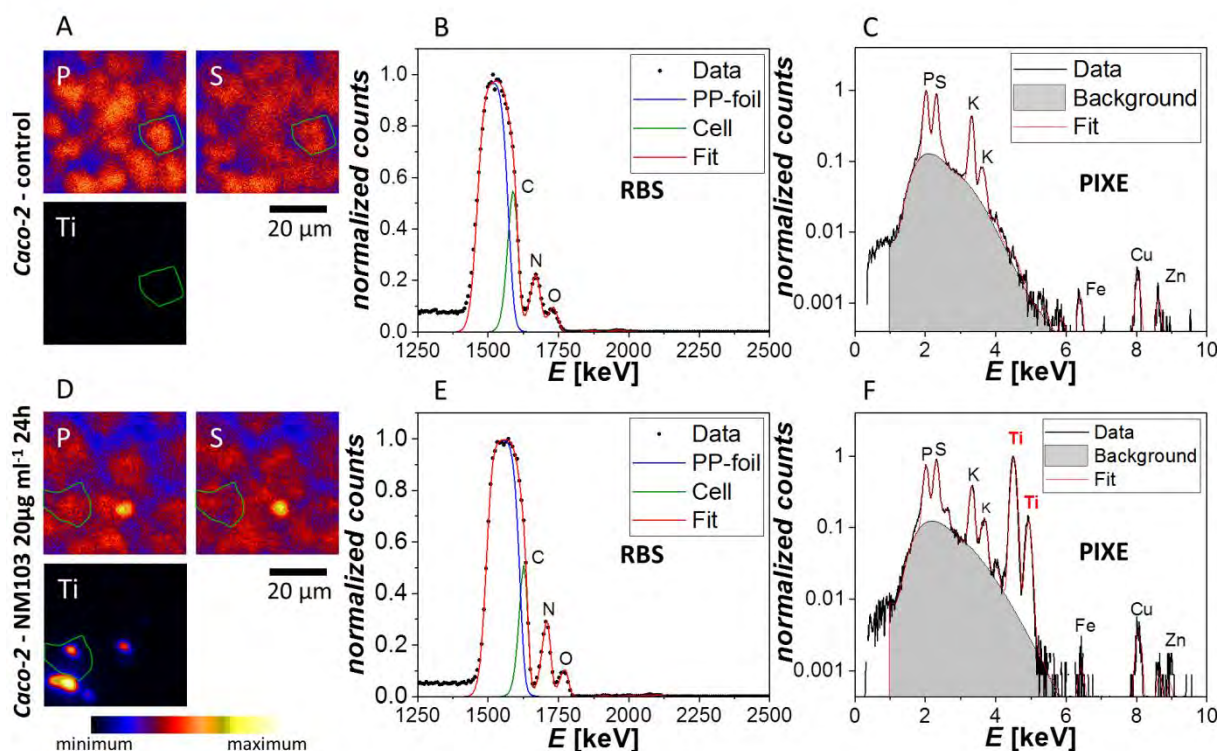 A
Caco-2 - control
P
S
Ti
20 µm
B
normalized counts
1.0
0.8
0.6
0.4
0.2
0.0
Data
PP-foil
Cell
Fit
RBS
C
N
O
1250 1500 1750 2000 2250 2500
E [keV]
C
normalized counts
1
0.1
0.01
0.001
P S
K
K
Fe
Cu
Zn
Data
Background
Fit
PIXE
0 2 4 6 8 10
E [keV]
D
Caco-2 - NM103 20µg ml⁻¹ 24h
P
S
Ti
20 µm
minimum maximum
E
normalized counts
1.0
0.8
0.6
0.4
0.2
0.0
Data
PP-foil
Cell
Fit
RBS
C
N
O
1250 1500 1750 2000 2250 2500
E [keV]
F
normalized counts
1
0.1
0.01
0.001
P S
K
K
Ti
Ti
Fe
Cu
Zn
Data
Background
Fit
PIXE
0 2 4 6 8 10
E [keV]